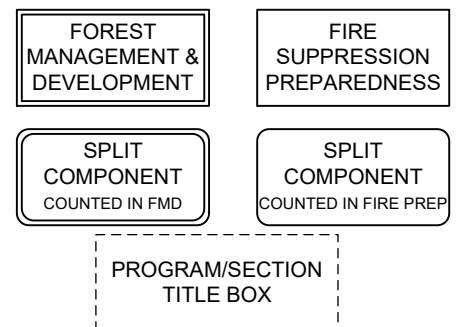 FOREST
MANAGEMENT &
DEVELOPMENT
FIRE
SUPPRESSION
PREPAREDNESS
SPLIT
COMPONENT
COUNTED IN FMD
SPLIT
COMPONENT
COUNTED IN FIRE PREP
PROGRAM/SECTION
TITLE BOX